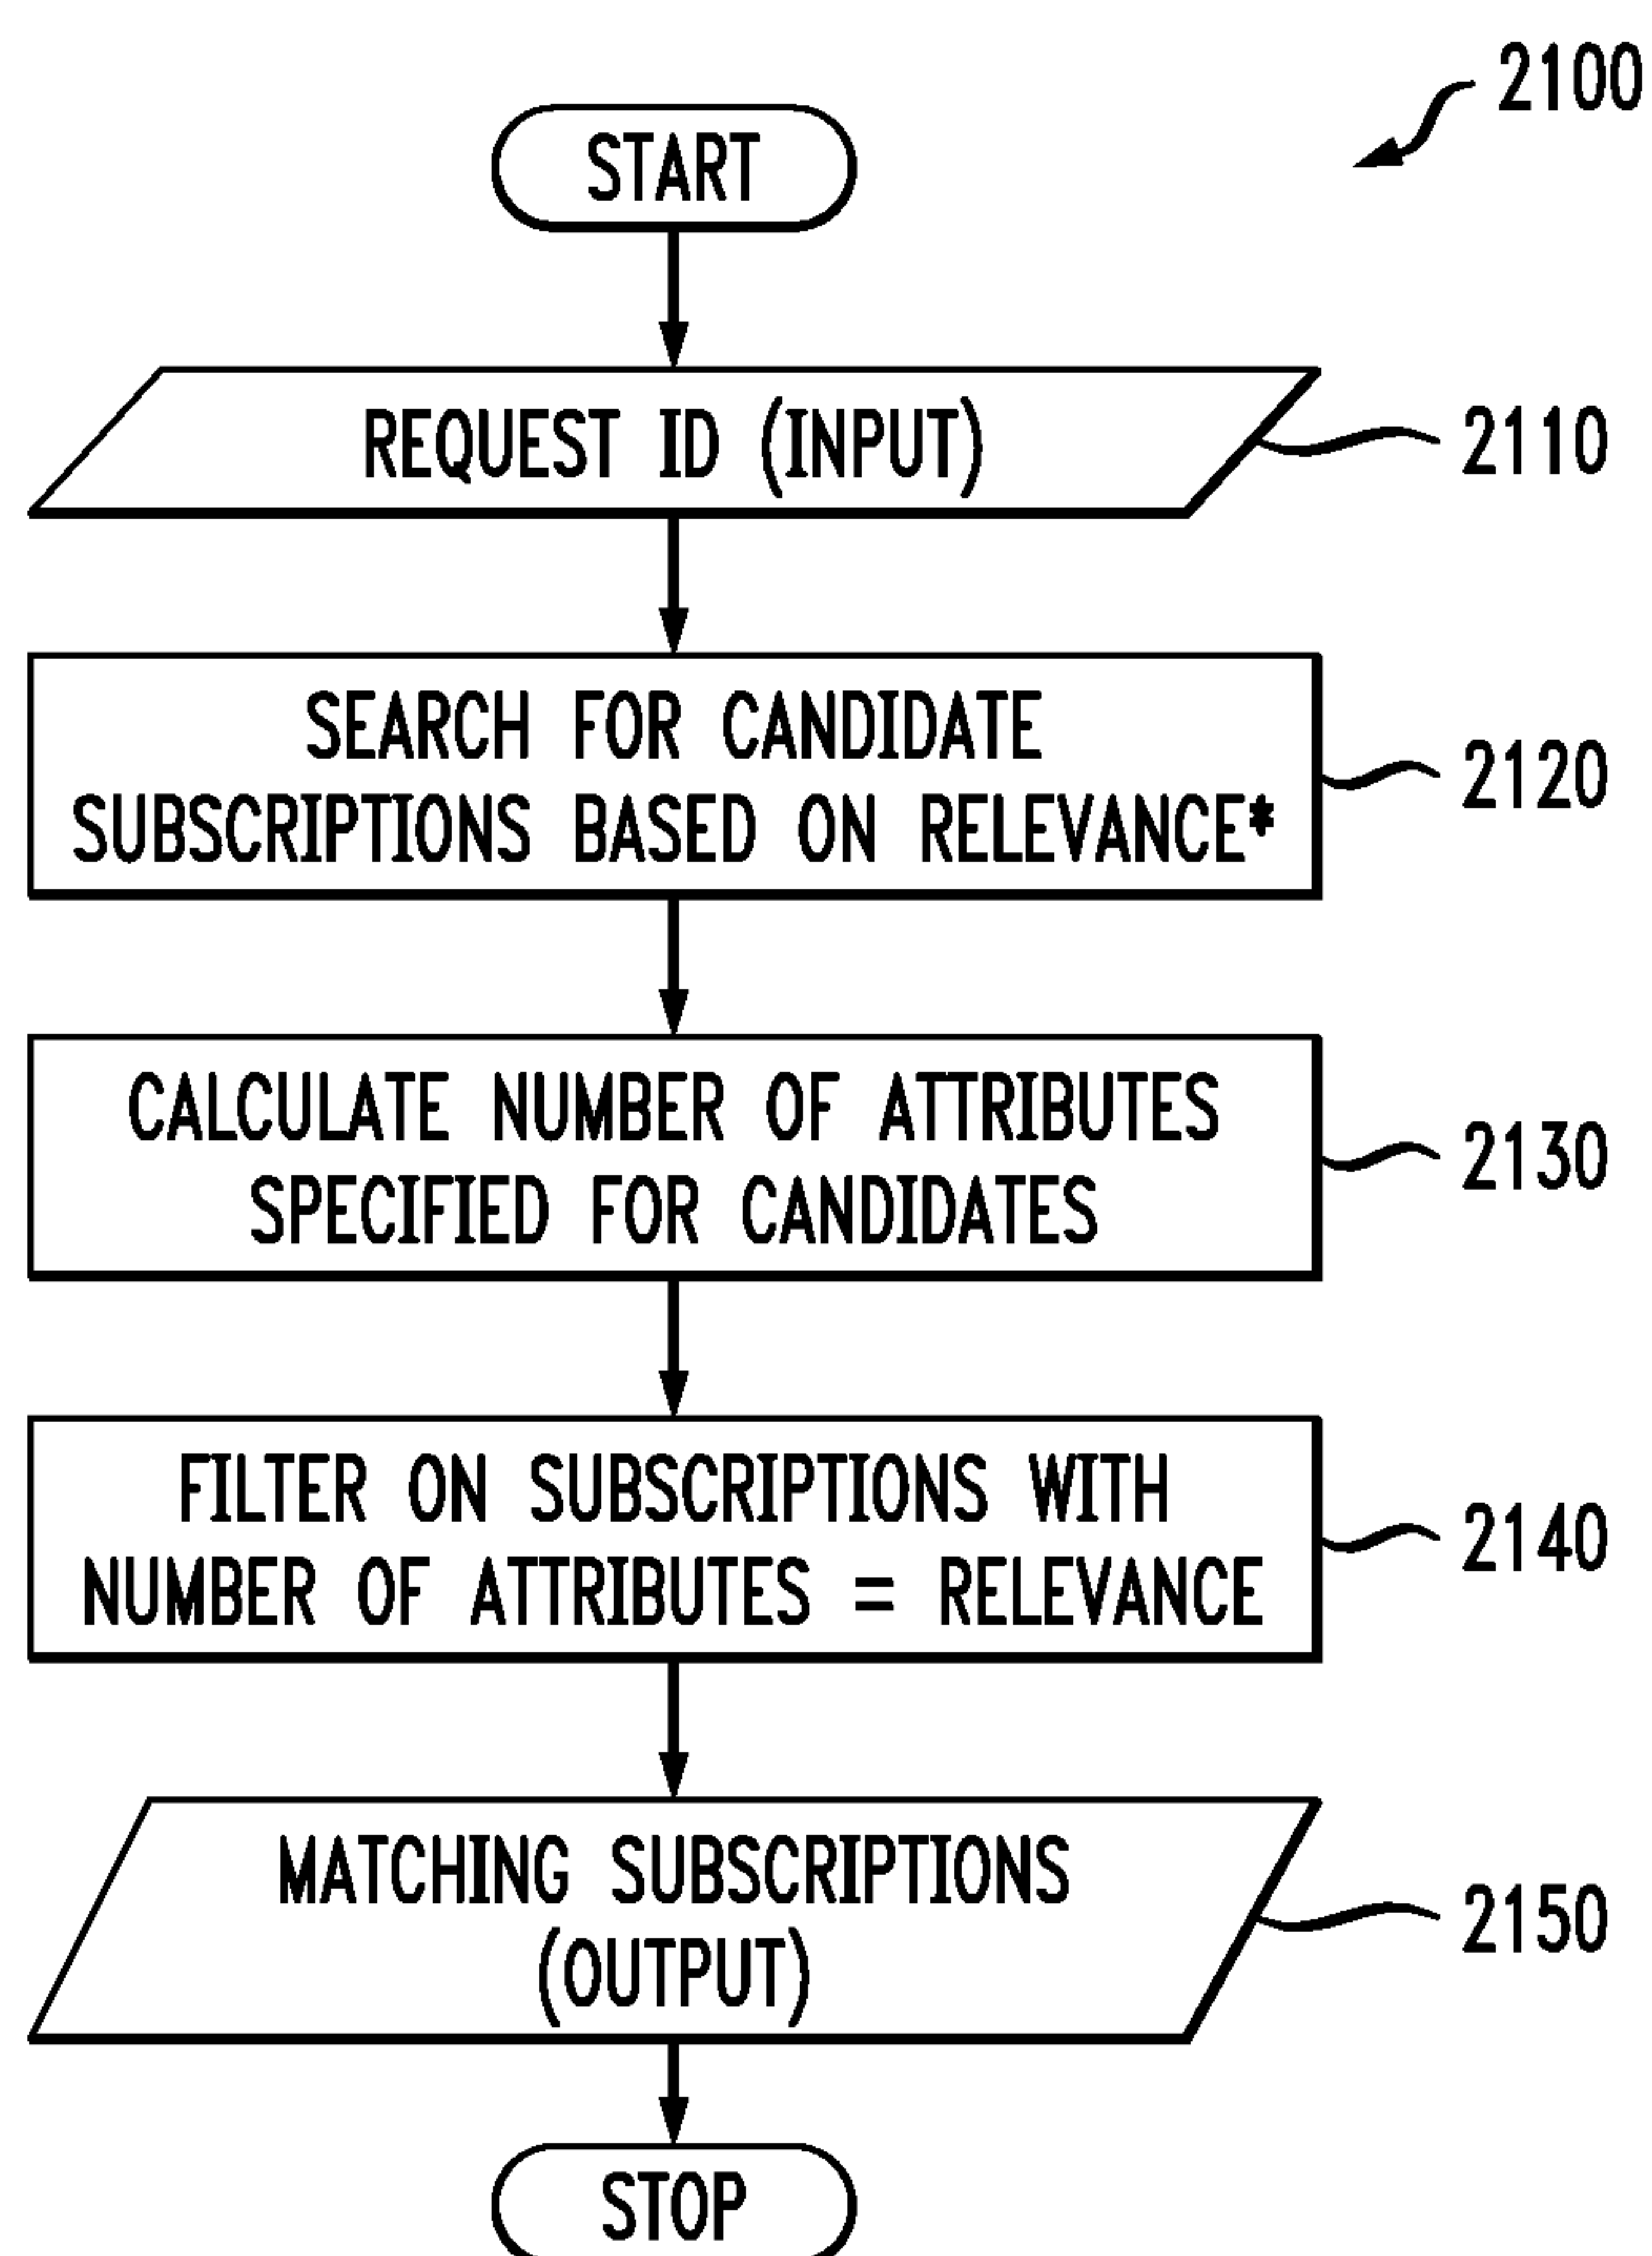 2100
START
REQUEST ID (INPUT)
2110
SEARCH FOR CANDIDATE
SUBSCRIPTIONS BASED ON RELEVANCE*
2120
CALCULATE NUMBER OF ATTRIBUTES
SPECIFIED FOR CANDIDATES
2130
FILTER ON SUBSCRIPTIONS WITH
NUMBER OF ATTRIBUTES = RELEVANCE
2140
MATCHING SUBSCRIPTIONS
(OUTPUT)
2150
STOP